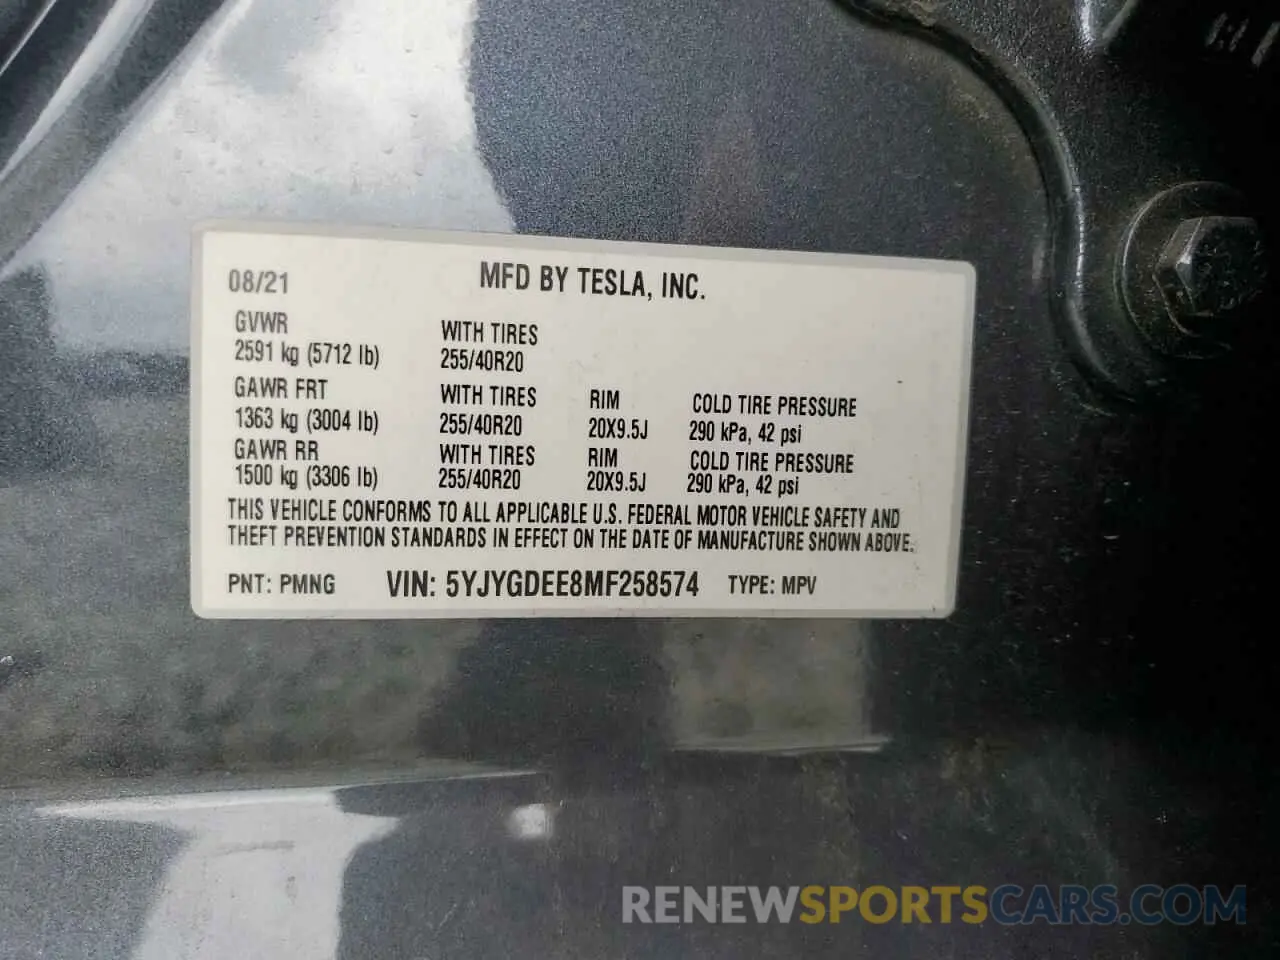 08/21 MFD BY TESLA, INC.
GVWR WITH TIRES
2591 kg (5712 lb) 255/40R20
GAWR FRT WITH TIRES RIM COLD TIRE PRESSURE
1363 kg (3004 lb) 255/40R20 20X9.5J 290 kPa, 42 psi
GAWR RR WITH TIRES RIM COLD TIRE PRESSURE
1500 kg (3306 lb) 255/40R20 20X9.5J 290 kPa, 42 psi
THIS VEHICLE CONFORMS TO ALL APPLICABLE U.S. FEDERAL MOTOR VEHICLE SAFETY AND
THEFT PREVENTION STANDARDS IN EFFECT ON THE DATE OF MANUFACTURE SHOWN ABOVE.
PNT: PMNG VIN: 5YJYGDEE8MF258574 TYPE: MPV
RENEWSPORTSCARS.COM